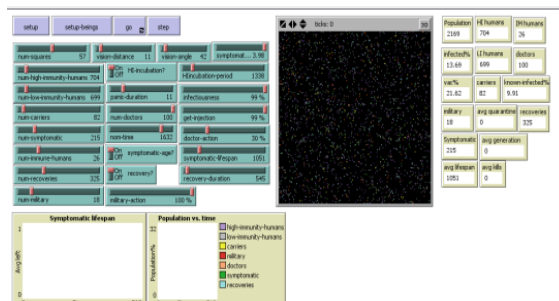 setup setup-beings go step
ticks: 0 3D
num-squares 57 vision-distance 11 vision-angle 42 symptomat... 3.98
num-high-immunity-humans 704 On Off HI-incubation? HIincubation-period 1338
num-low-immunity-humans 699 panic-duration 11 infectiousness 99 %
num-carriers 82 num-doctors 100 get-injection 99 %
num-symptomatic 215 num-time 1632 doctor-action 30 %
num-immune-humans 26 On Off symptomatic-age? symptomatic-lifespan 1051
num-recoveries 325 On Off recovery? recovery-duration 545
num-military 18 military-action 100 %
Population 2169 HI humans 704 IM humans 26
infected% 13.69 LI humans 699 doctors 100
vac% 21.62 carriers 82 known-infected% 9.91
military 18 avg quarantine 0 recoveries 325
Symptomatic 215 avg generation 0
avg lifespan 1051 avg kills 0
Symptomatic lifespan
1
Avg left
0
Population vs. time
32
Population%
0
high-immunity-humans
low-immunity-humans
carriers
military
doctors
symptomatic
recoveries